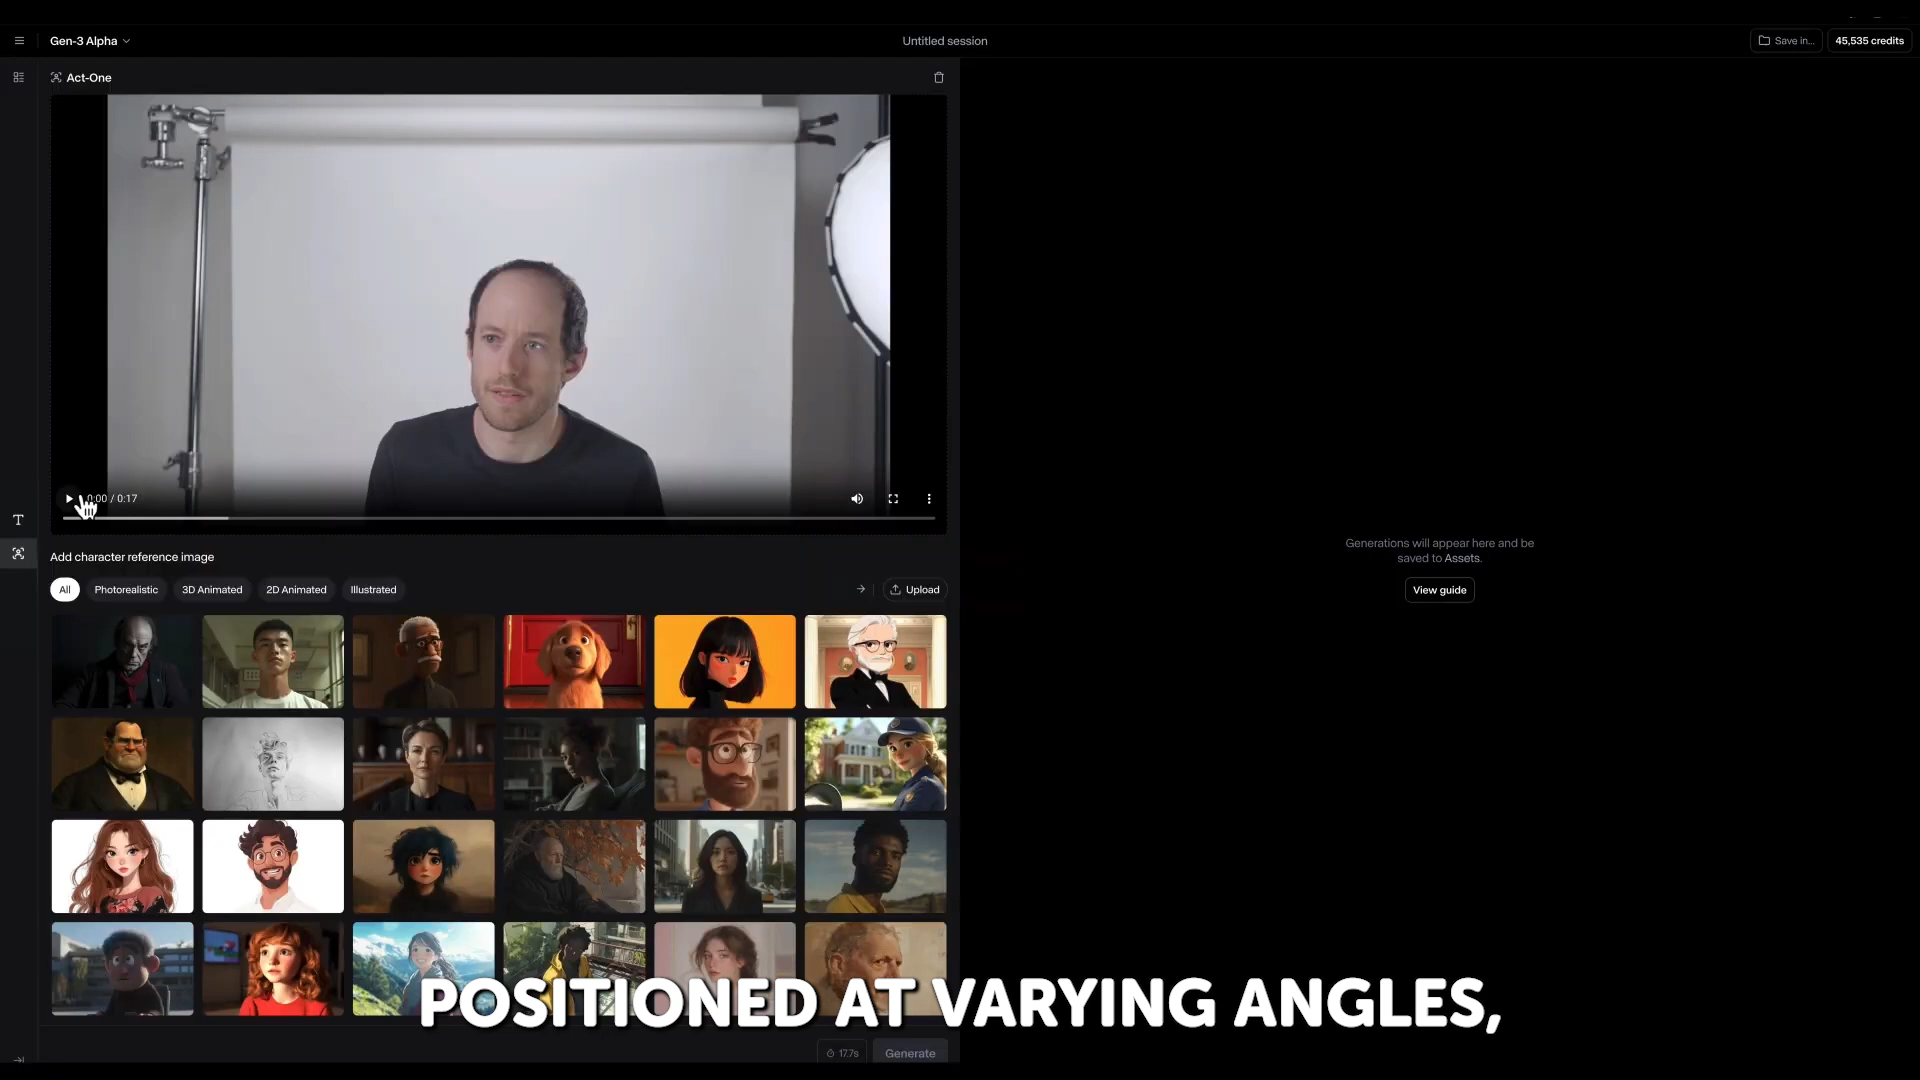 Gen-3 Alpha
Untitled session
Save in...
45,535 credits
Act-One
0:00 / 0:17
Add character reference image
All
Photorealistic
3D Animated
2D Animated
Illustrated
Upload
Generations will appear here and be
saved to Assets.
View guide
POSITIONED AT VARYING ANGLES,
17.7s
Generate